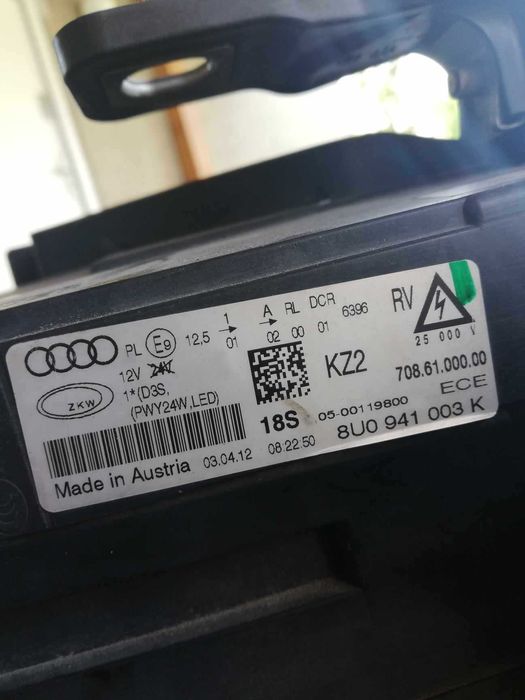 PL E9 12,5 1 → 01 A → 02 RL 00 DCR 01 6396 RV
25 000 V
12V 24V
ZKW
1*(D3S,
(PWY24W,LED)
KZ2
708.61.000.00
ECE
18S 05-00119800
8U0 941 003 K
Made in Austria 03.04.12 06:22.50